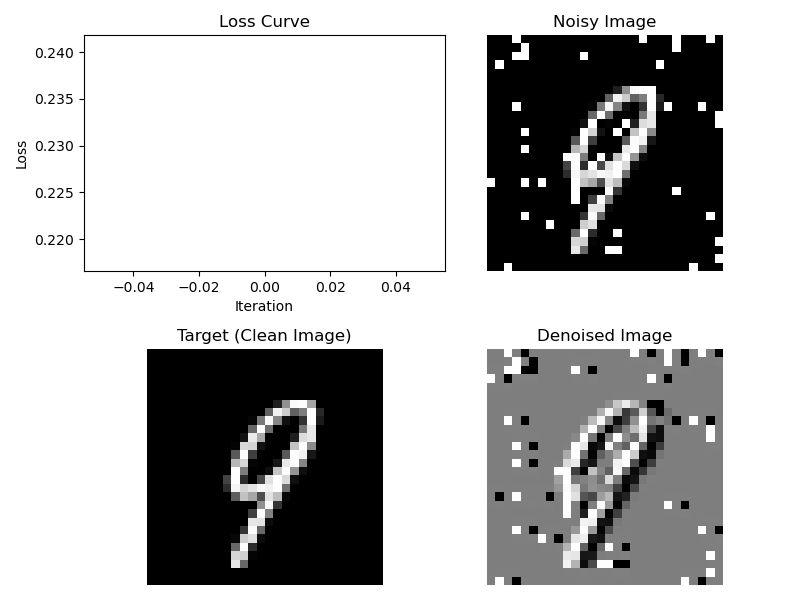 Loss Curve
0.240
0.235
0.230
0.225
0.220
Loss
−0.04 −0.02 0.00 0.02 0.04
Iteration
Noisy Image
Target (Clean Image)
9
Denoised Image